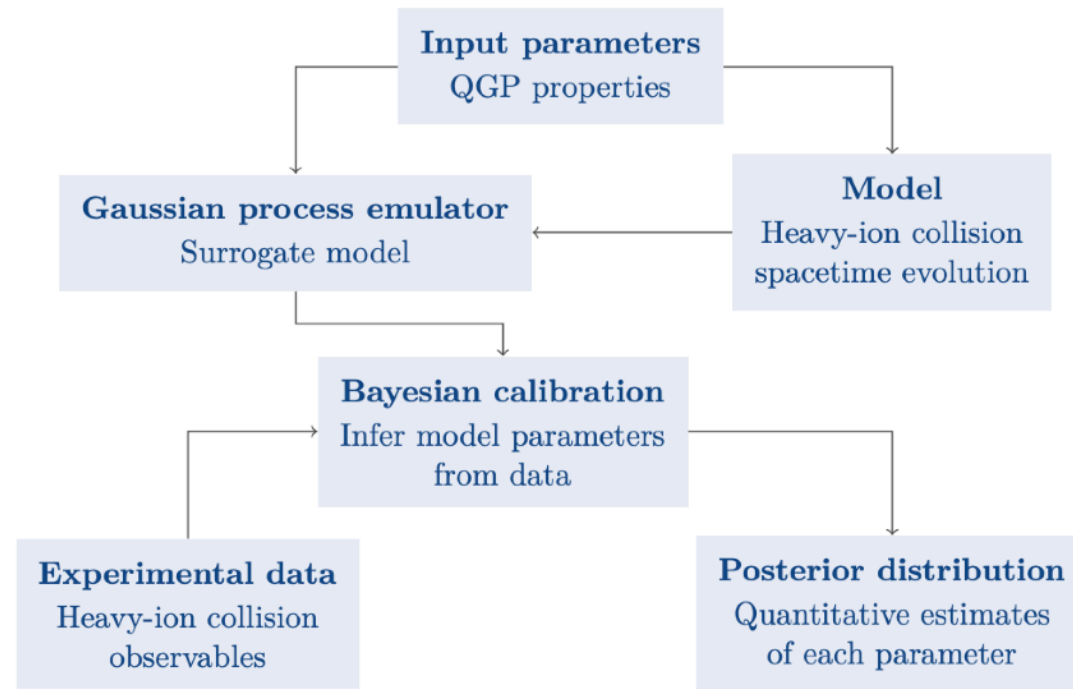 Input parameters
QGP properties
Gaussian process emulator
Surrogate model
Model
Heavy-ion collision
spacetime evolution
Bayesian calibration
Infer model parameters
from data
Experimental data
Heavy-ion collision
observables
Posterior distribution
Quantitative estimates
of each parameter